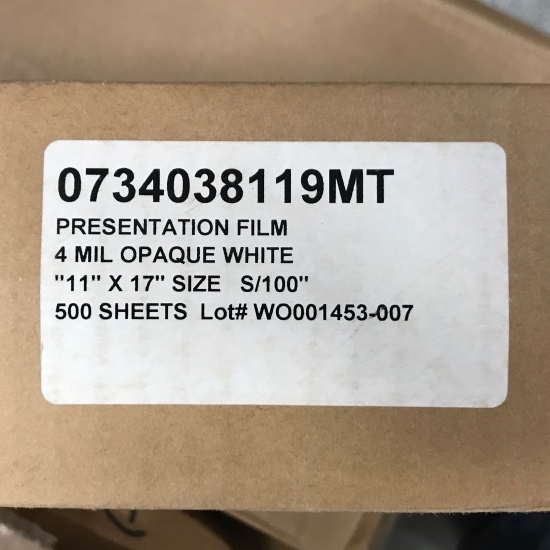 0734038119MT
PRESENTATION FILM
4 MIL OPAQUE WHITE
"11" X 17" SIZE S/100"
500 SHEETS Lot# WO001453-007